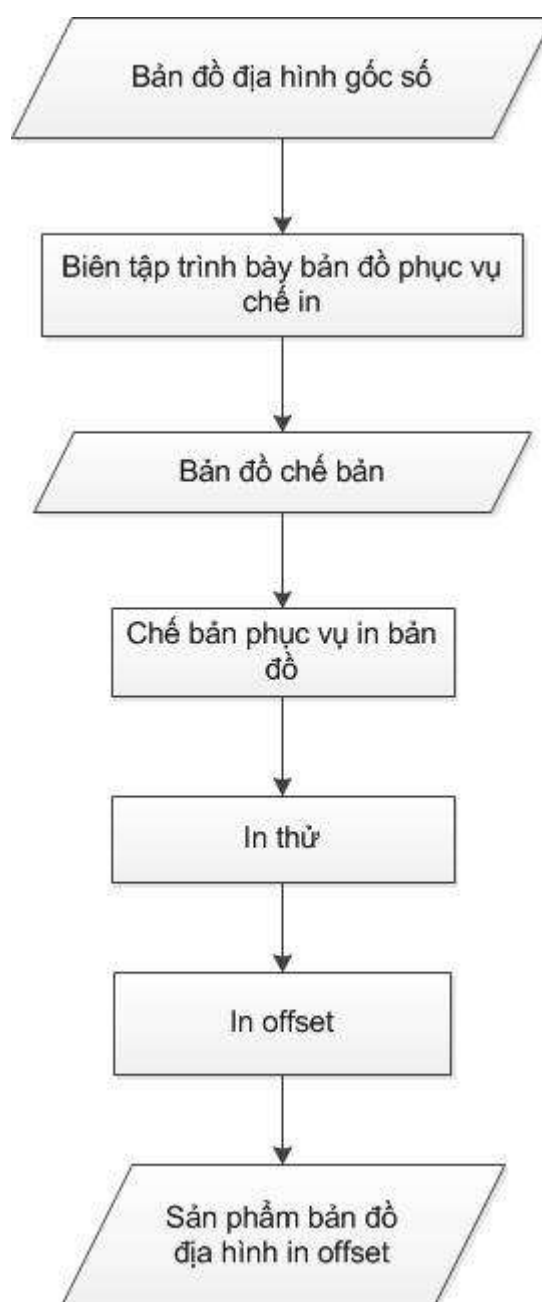 Bản đồ địa hình gốc số
Biên tập trình bày bản đồ phục vụ
chế in
Bản đồ chế bản
Chế bản phục vụ in bản
đồ
In thử
In offset
Sản phẩm bản đồ
địa hình in offset